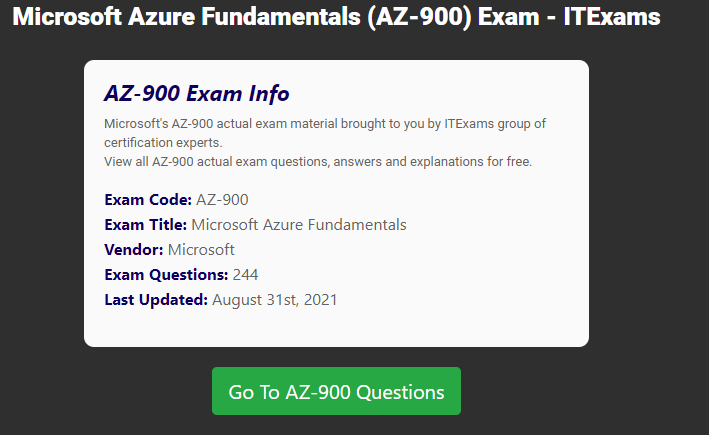 Microsoft Azure Fundamentals (AZ-900) Exam - ITExams
AZ-900 Exam Info
Microsoft's AZ-900 actual exam material brought to you by ITExams group of
certification experts.
View all AZ-900 actual exam questions, answers and explanations for free.
Exam Code: AZ-900
Exam Title: Microsoft Azure Fundamentals
Vendor: Microsoft
Exam Questions: 244
Last Updated: August 31st, 2021
Go To AZ-900 Questions